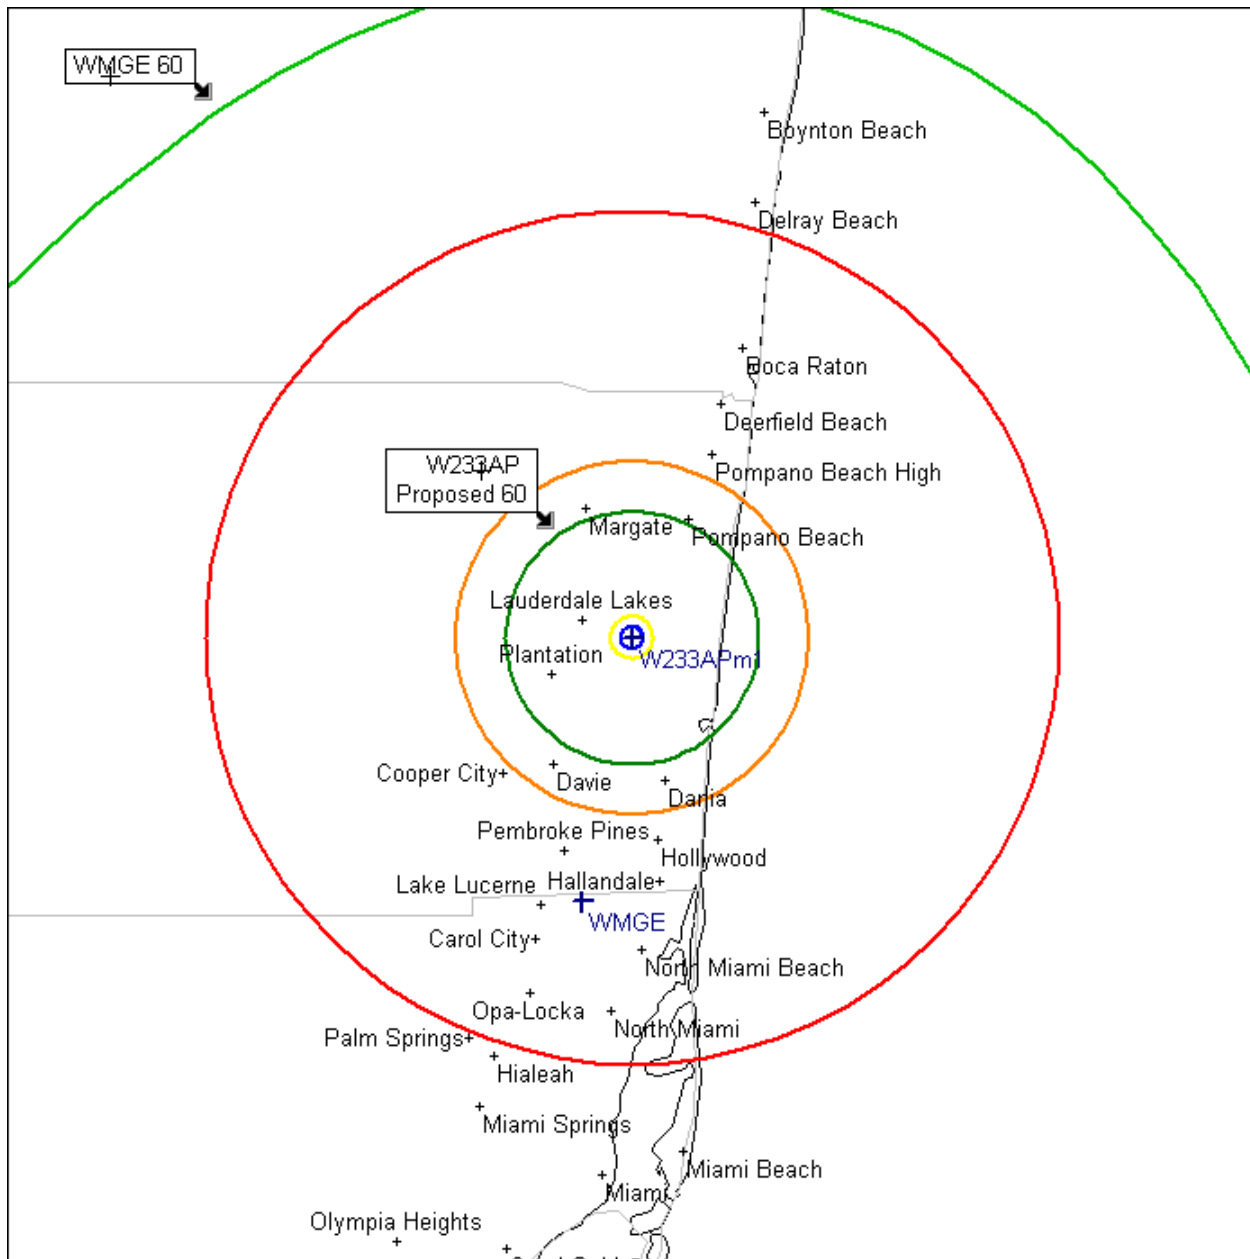 WMGE 60
Boynton Beach
Delray Beach
Boca Raton
Deerfield Beach
W233AP
Proposed 60
Pompano Beach High
Margate
Pompano Beach
Lauderdale Lakes
Plantation
W233APm1
Cooper City
Davie
Dania
Pembroke Pines
Hollywood
Lake Lucerne
Hallandale
WMGE
Carol City
North Miami Beach
Opa-Locka
North Miami
Palm Springs
Hialeah
Miami Springs
Miami Beach
Miami
Olympia Heights